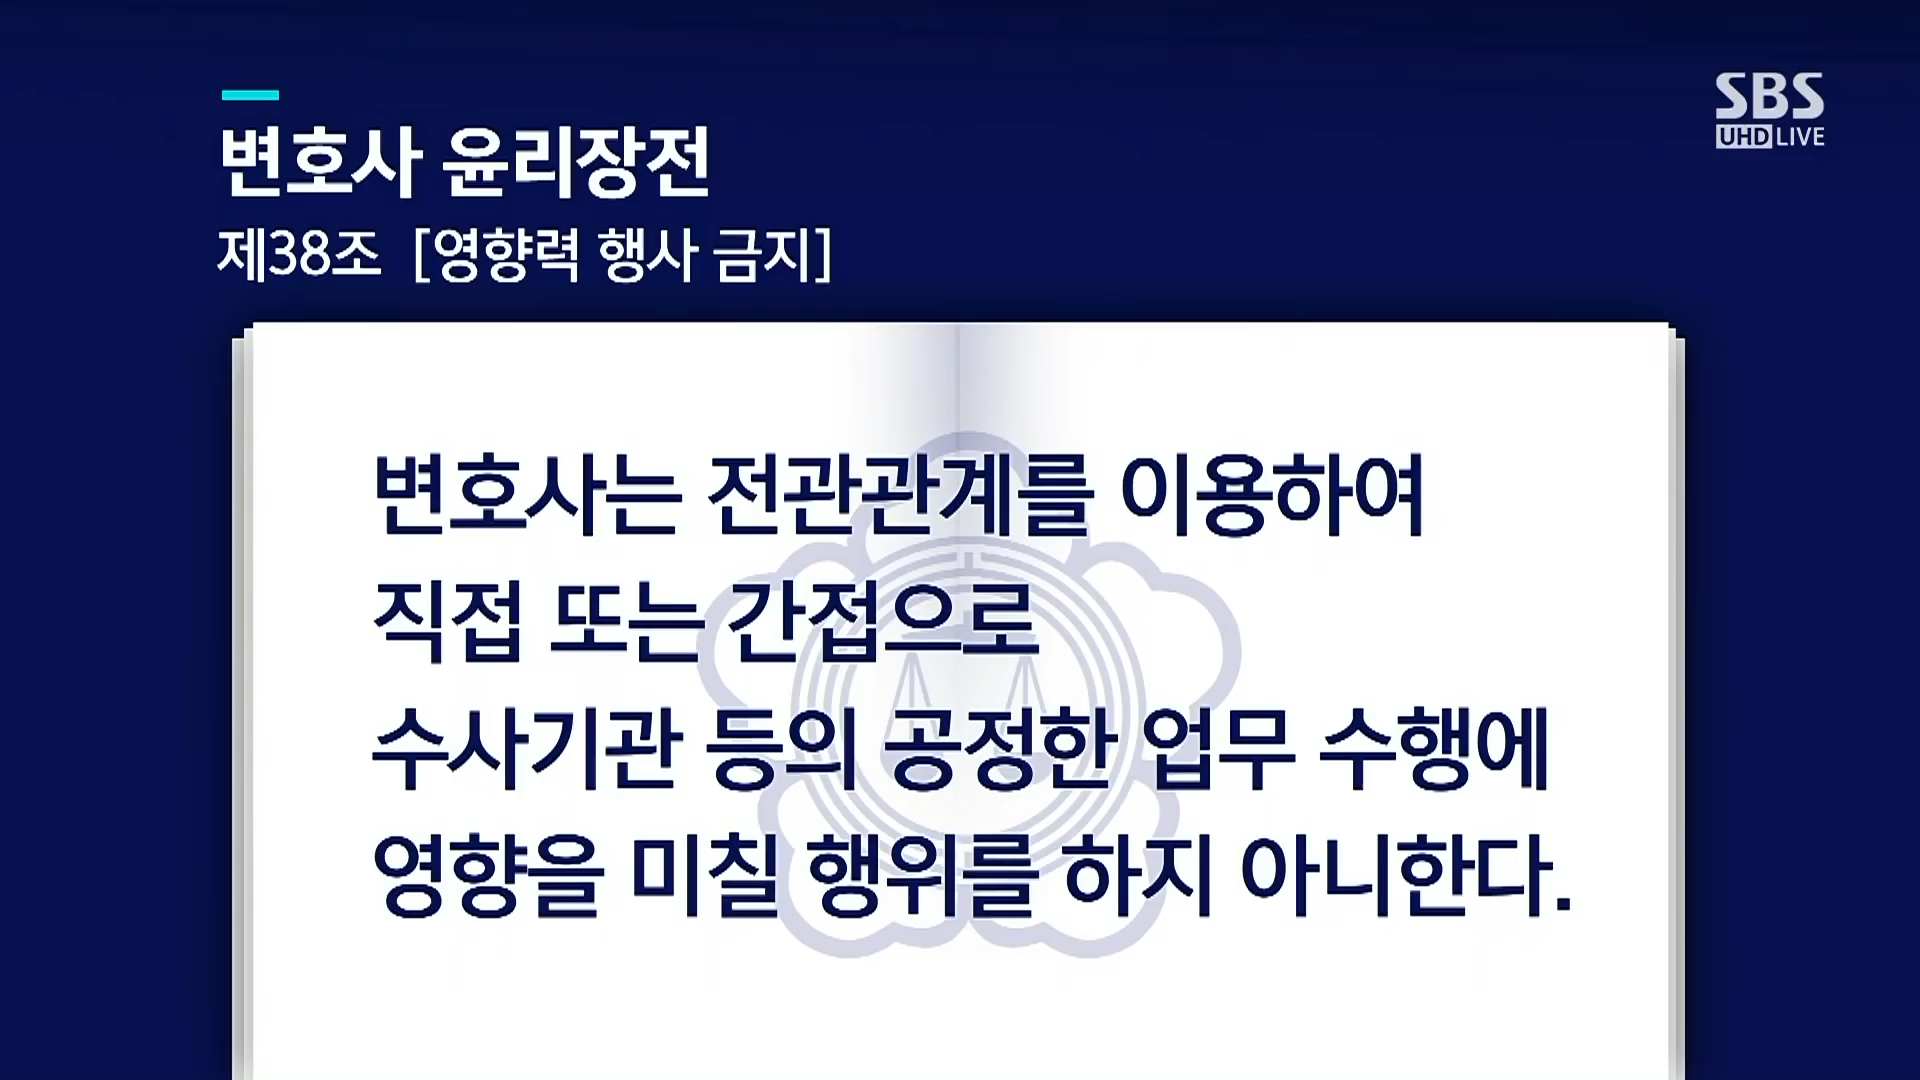 변호사 윤리장전
제38조 [영향력 행사 금지]
SBS
UHD LIVE
변호사는 전관관계를 이용하여
직접 또는 간접으로
수사기관 등의 공정한 업무 수행에
영향을 미칠 행위를 하지 아니한다.